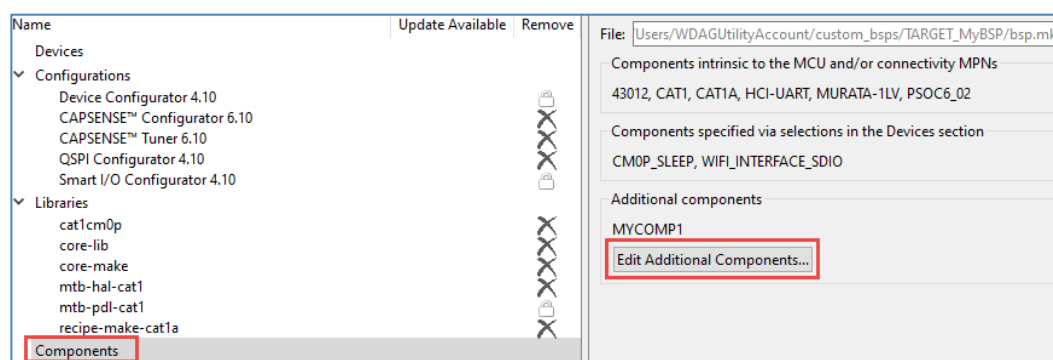 Name Update Available Remove
Devices
Configurations
Device Configurator 4.10
CAPSENSE™ Configurator 6.10
CAPSENSE™ Tuner 6.10
QSPI Configurator 4.10
Smart I/O Configurator 4.10
Libraries
cat1cm0p
core-lib
core-make
mtb-hal-cat1
mtb-pdl-cat1
recipe-make-cat1a
Components
File: 'Users/WDAGUtilityAccount/custom_bsps/TARGET_MyBSP/bsp.mk
Components intrinsic to the MCU and/or connectivity MPNs
43012, CAT1, CAT1A, HCI-UART, MURATA-1LV, PSOC6_02
Components specified via selections in the Devices section
CM0P_SLEEP, WIFI_INTERFACE_SDIO
Additional components
MYCOMP1
Edit Additional Components...